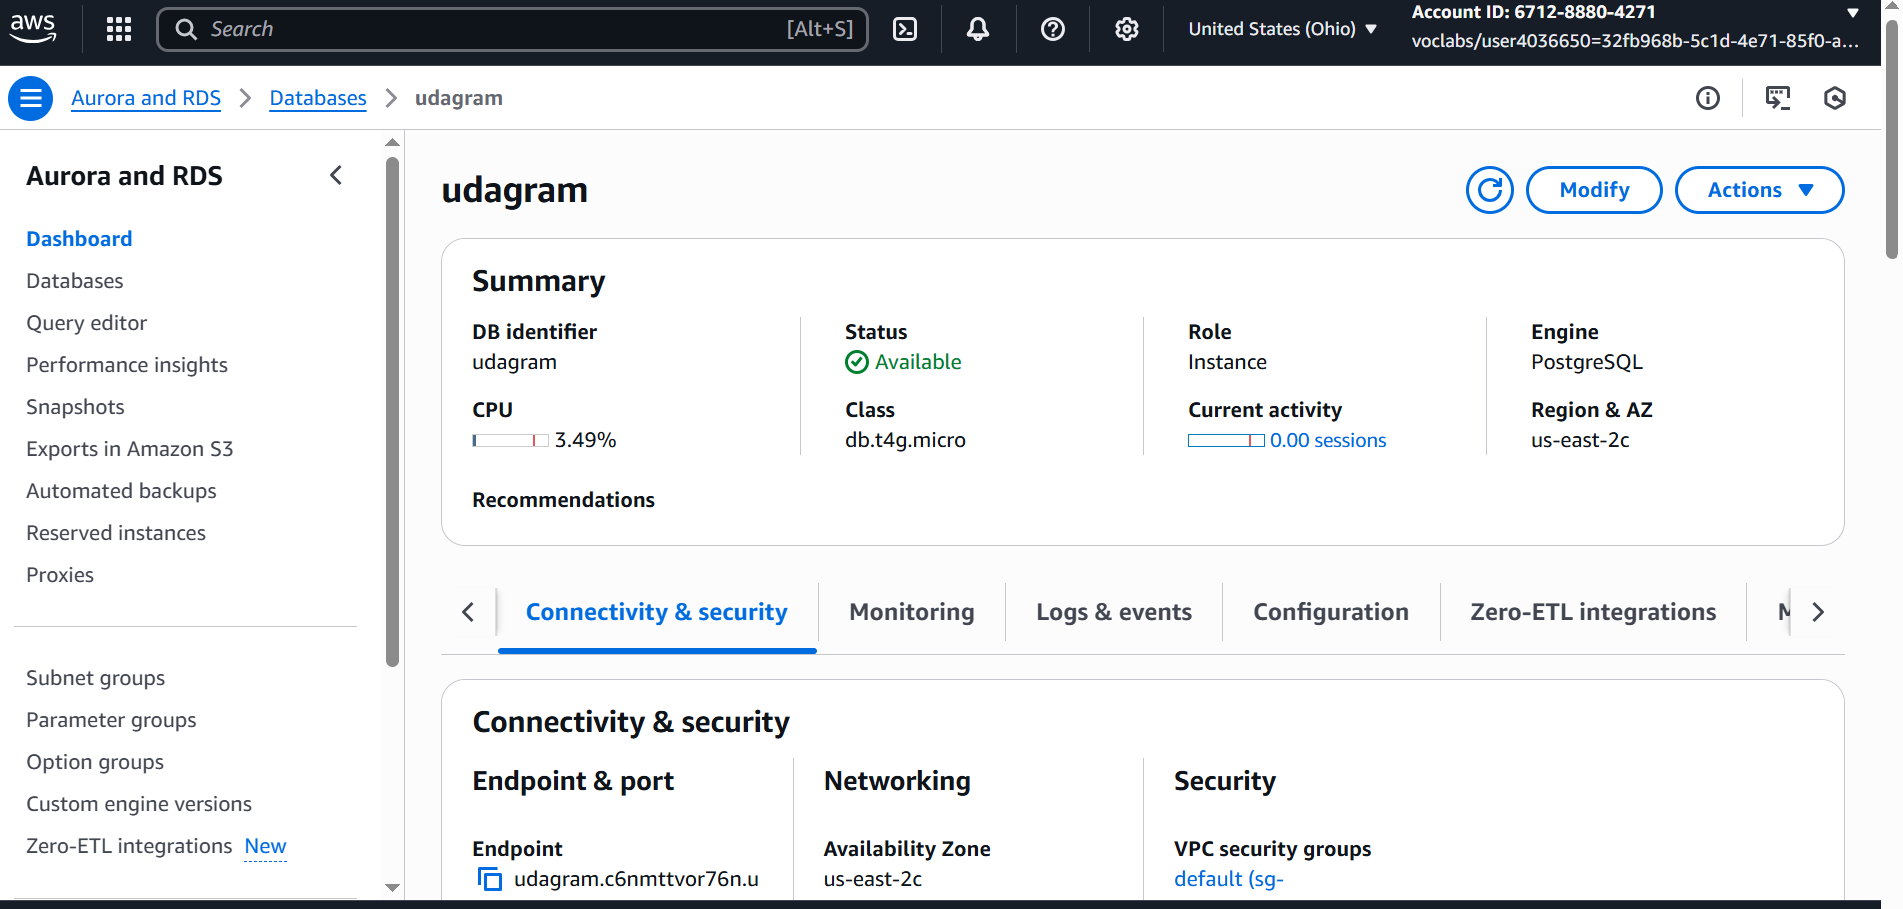 aws
Search [Alt+S]
United States (Ohio)
Account ID: 6712-8880-4271
voclabs/user4036650=32fb968b-5c1d-4e71-85f0-a...
Aurora and RDS
Databases
udagram
Aurora and RDS
Dashboard
Databases
Query editor
Performance insights
Snapshots
Exports in Amazon S3
Automated backups
Reserved instances
Proxies
Subnet groups
Parameter groups
Option groups
Custom engine versions
Zero-ETL integrations New
udagram
Modify
Actions
Summary
DB identifier
udagram
Status
Available
Role
Instance
Engine
PostgreSQL
CPU
3.49%
Class
db.t4g.micro
Current activity
0.00 sessions
Region & AZ
us-east-2c
Recommendations
Connectivity & security
Monitoring
Logs & events
Configuration
Zero-ETL integrations
Connectivity & security
Endpoint & port
Endpoint
udagram.c6nmttvor76n.u
Networking
Availability Zone
us-east-2c
Security
VPC security groups
default (sg-